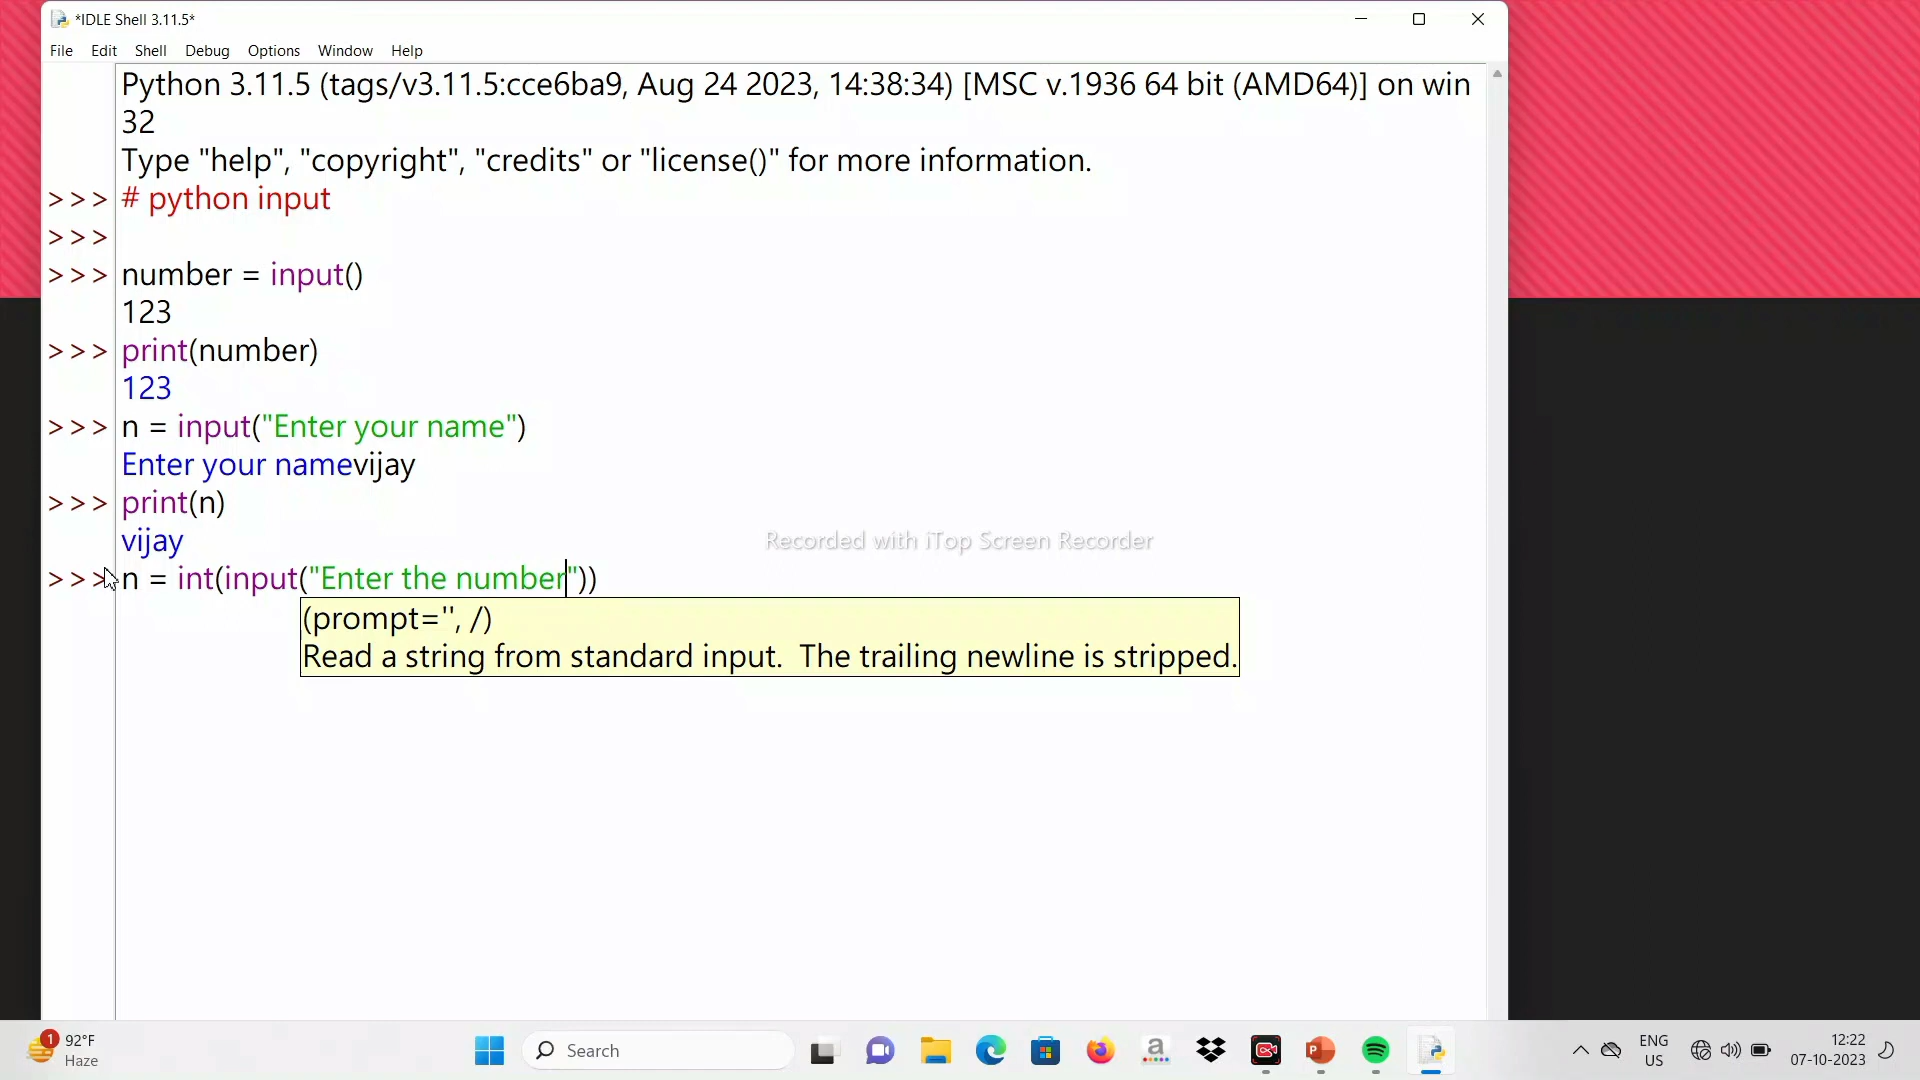 *IDLE Shell 3.11.5*
File Edit Shell Debug Options Window Help
Python 3.11.5 (tags/v3.11.5:cce6ba9, Aug 24 2023, 14:38:34) [MSC v.1936 64 bit (AMD64)] on win
32
Type "help", "copyright", "credits" or "license()" for more information.
>>> # python input
>>>
>>> number = input()
123
>>> print(number)
123
>>> n = input("Enter your name")
Enter your namevijay
>>> print(n)
vijay
Recorded with iTop Screen Recorder
>>> n = int(input("Enter the number"))
(prompt='', /)
Read a string from standard input.  The trailing newline is stripped.
1 92°F
Haze
Search
a
P
ENG
US
12:22
07-10-2023